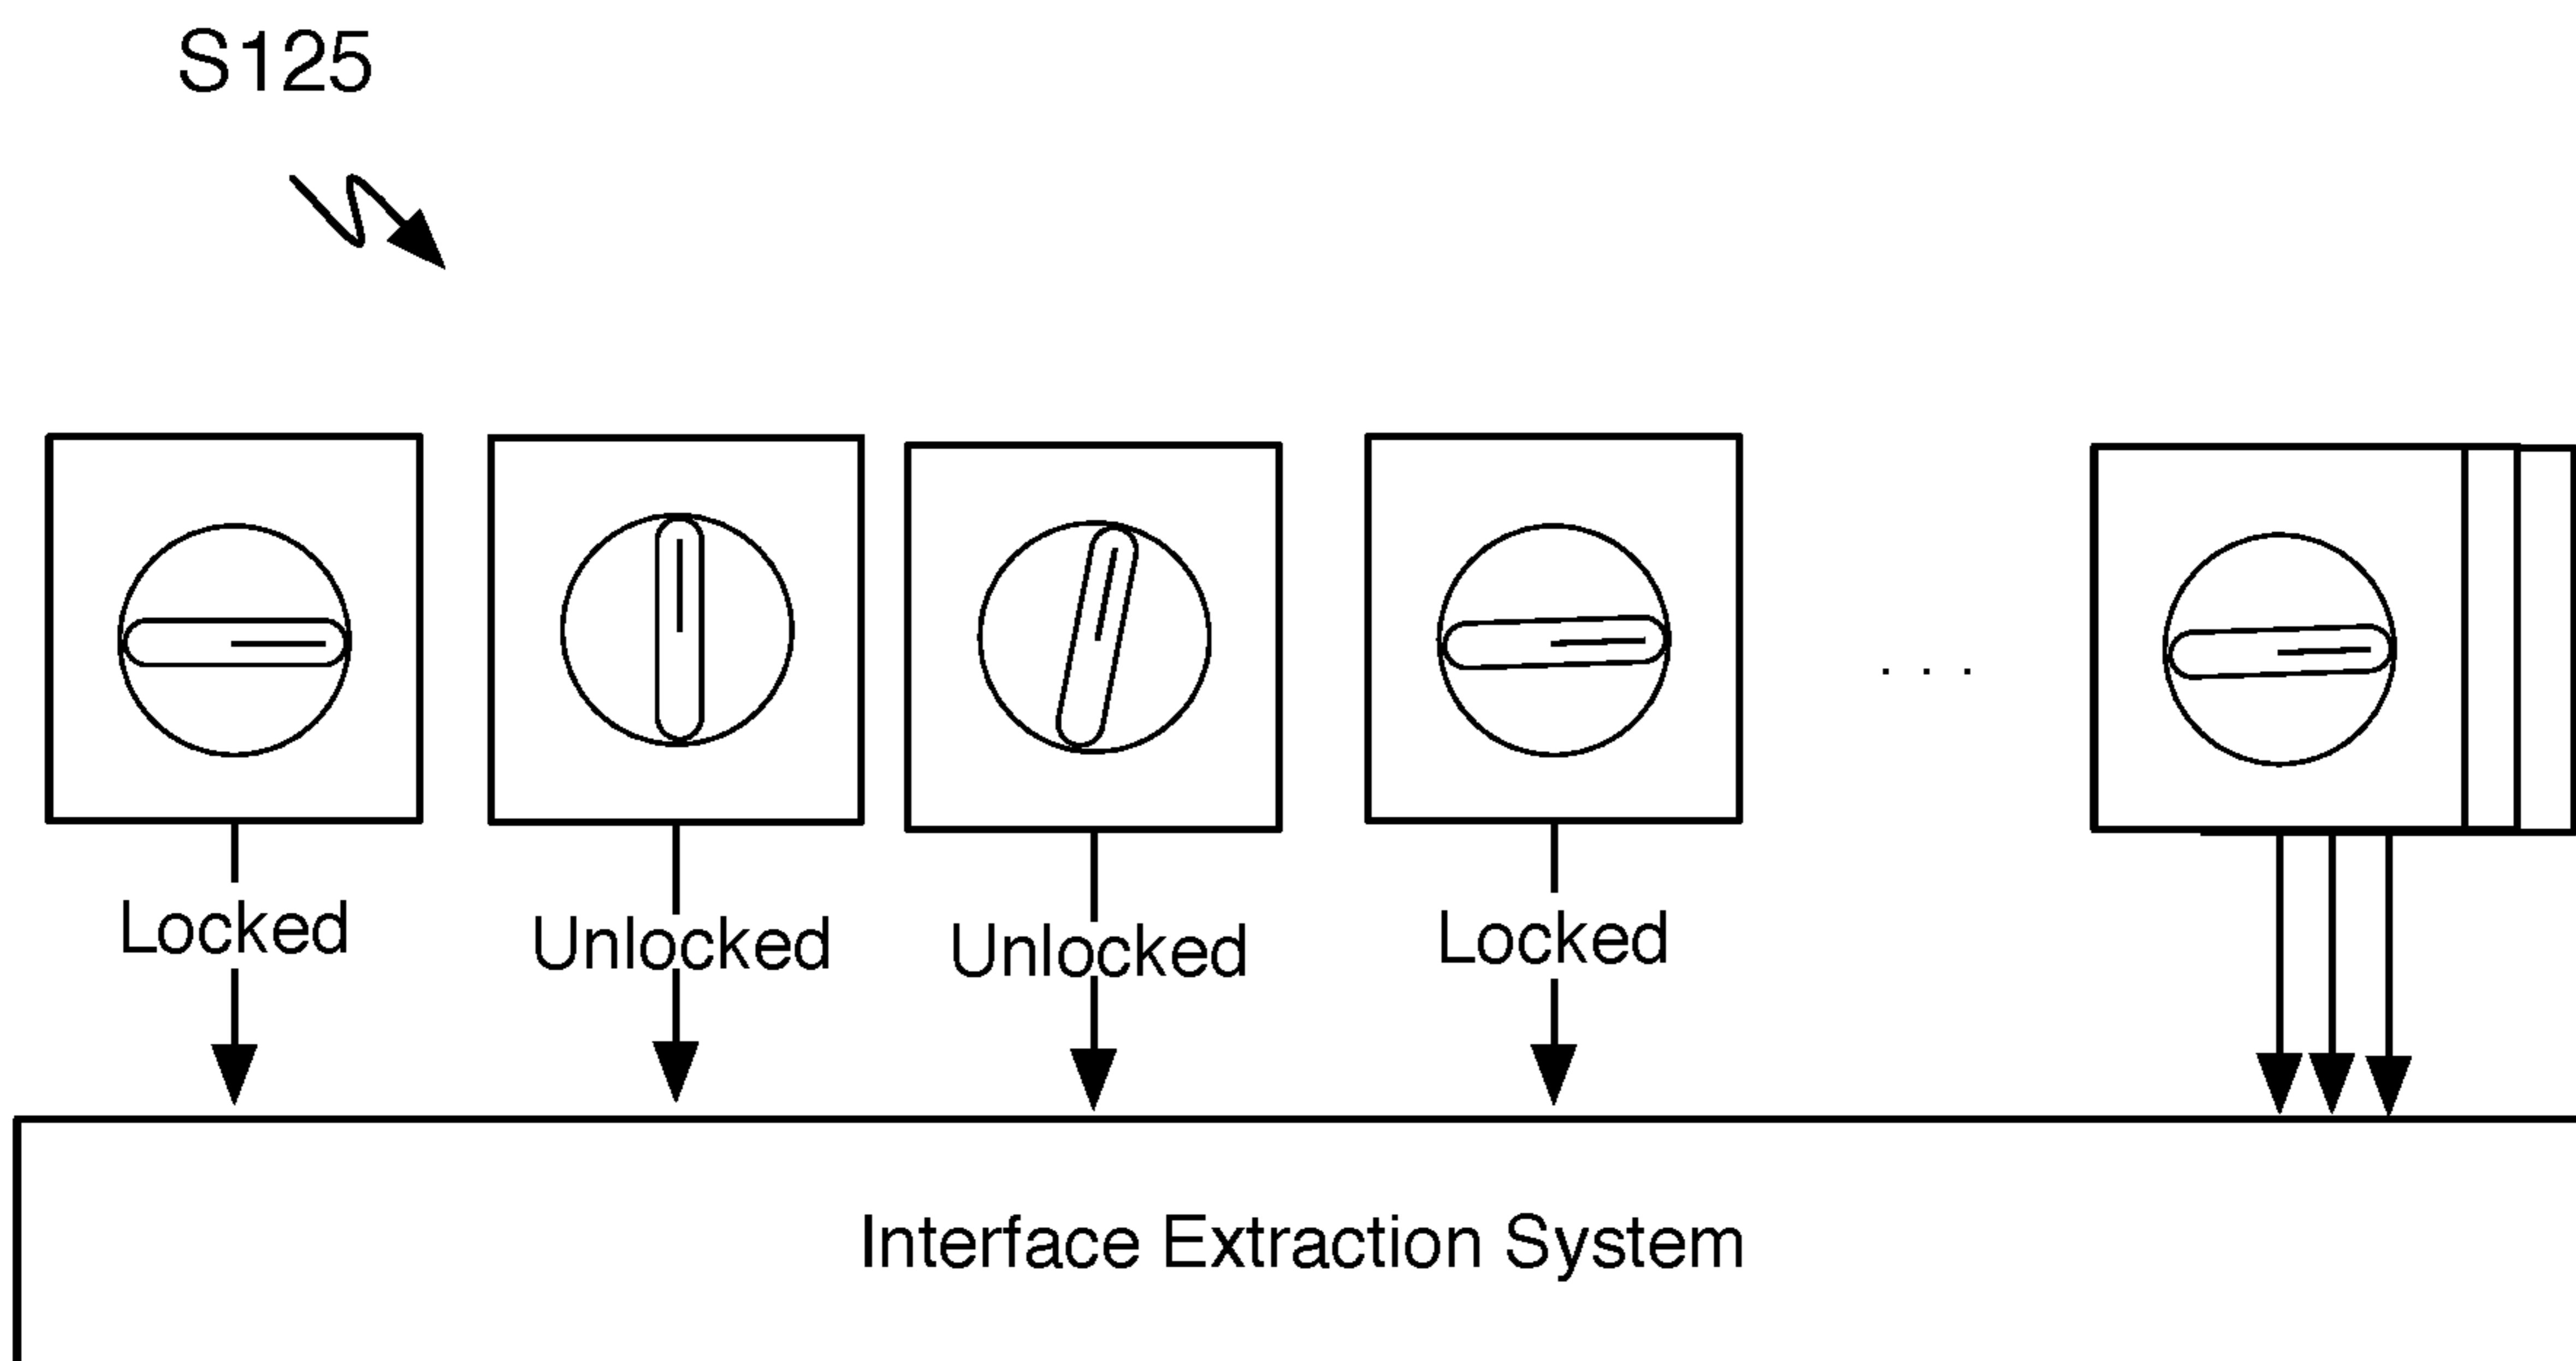 S125
Locked
Unlocked
Unlocked
Locked
. . .
Interface Extraction System